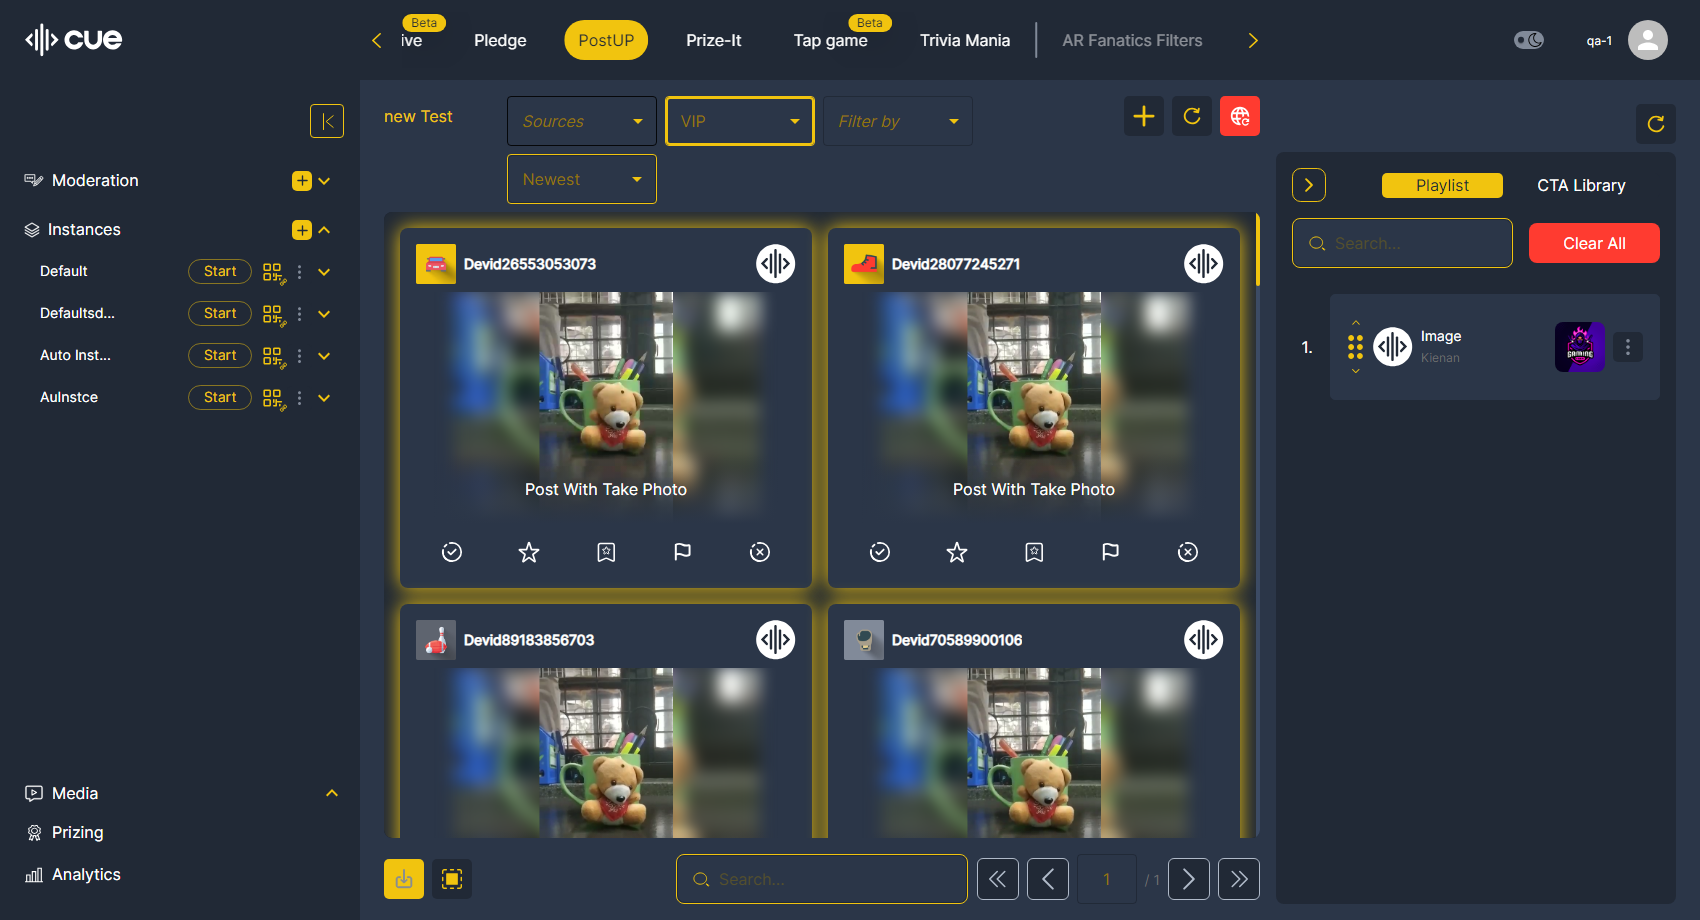 cue
Beta
ive
Pledge
PostUP
Prize-It
Beta
Tap game
Trivia Mania
AR Fanatics Filters
qa-1
Moderation
Instances
Default
Start
Defaultsd...
Start
Auto Inst...
Start
AuInstce
Start
Media
Prizing
Analytics
new Test
Sources
VIP
Filter by
Newest
Devid26553053073
Post With Take Photo
Devid28077245271
Post With Take Photo
Devid89183856703
Devid70589900106
Search...
1
/ 1
Playlist
CTA Library
Search...
Clear All
1.
Image
Kienan
GAMING